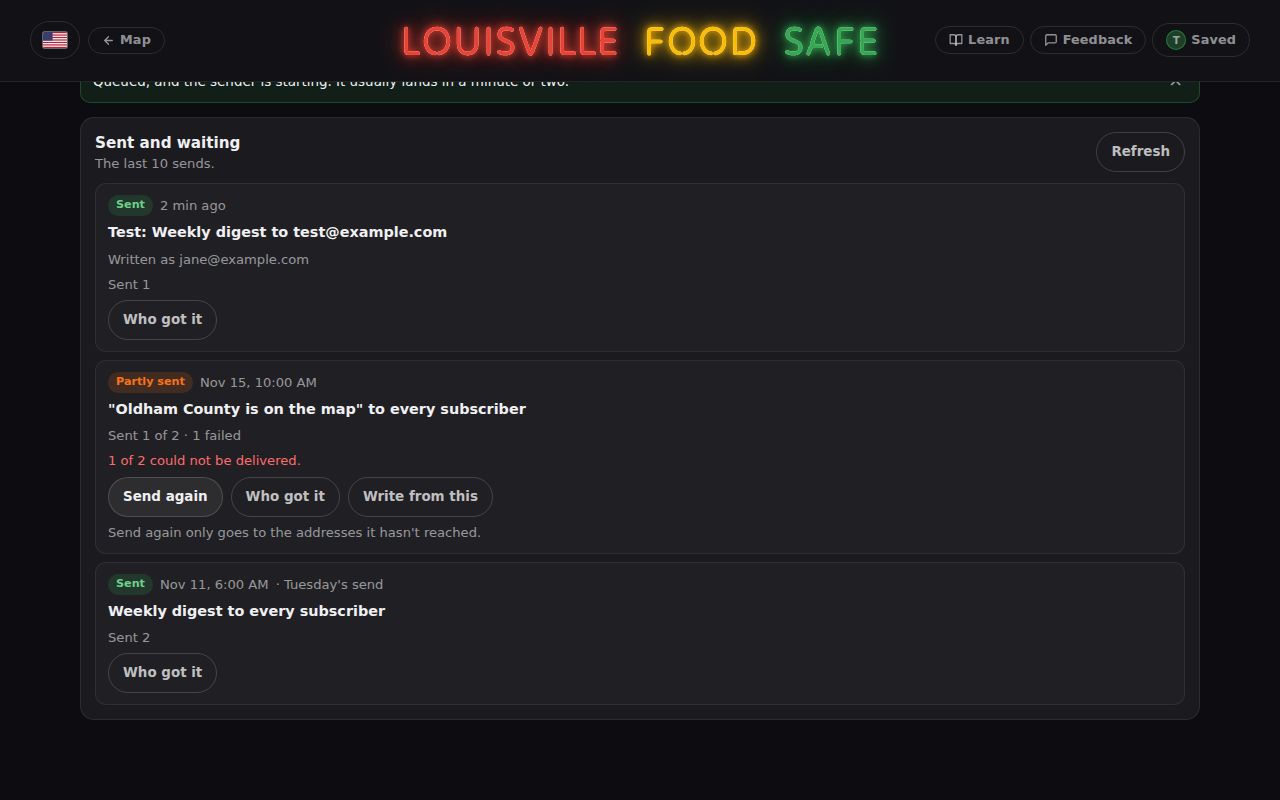 Map
LOUISVILLE FOOD SAFE
Learn
Feedback
T Saved
Queued, and the sender is starting. It usually lands in a minute or two.
Sent and waiting
The last 10 sends.
Refresh
Sent 2 min ago
Test: Weekly digest to test@example.com
Written as jane@example.com
Sent 1
Who got it
Partly sent Nov 15, 10:00 AM
"Oldham County is on the map" to every subscriber
Sent 1 of 2 · 1 failed
1 of 2 could not be delivered.
Send again Who got it Write from this
Send again only goes to the addresses it hasn't reached.
Sent Nov 11, 6:00 AM · Tuesday's send
Weekly digest to every subscriber
Sent 2
Who got it